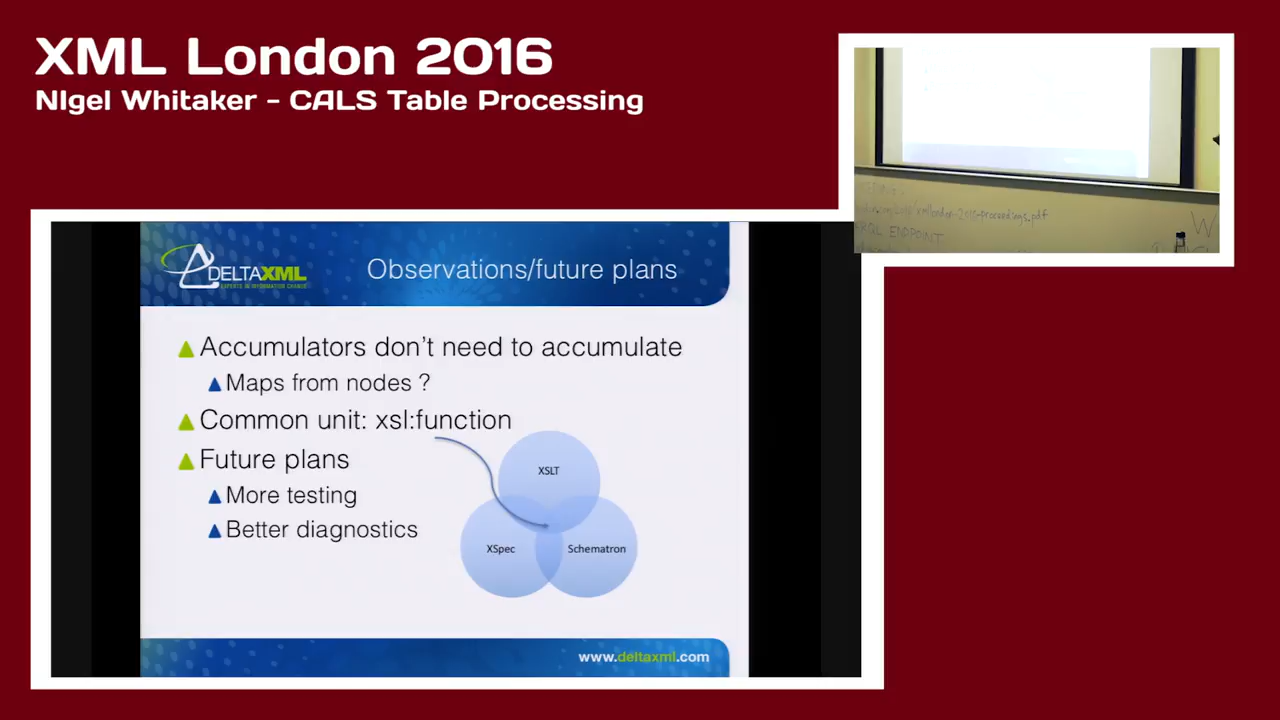 XML London 2016
NIgel Whitaker - CALS Table Processing
DELTAXML
EXPERTS IN INFORMATION CHANGE
Observations/future plans
Accumulators don't need to accumulate
Maps from nodes ?
Common unit: xsl:function
Future plans
More testing
Better diagnostics
XSLT
XSpec
Schematron
www.deltaxml.com
ENDPOINT